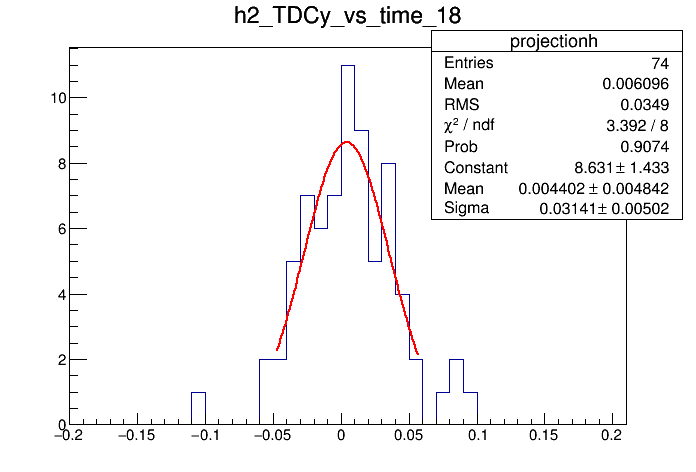 h2_TDCy_vs_time_18
projectionh
Entries 74
Mean 0.006096
RMS 0.0349
χ² / ndf 3.392 / 8
Prob 0.9074
Constant 8.631 ± 1.433
Mean 0.004402 ± 0.004842
Sigma 0.03141 ± 0.00502
10
8
6
4
2
0
−0.2 −0.15 −0.1 −0.05 0 0.05 0.1 0.15 0.2